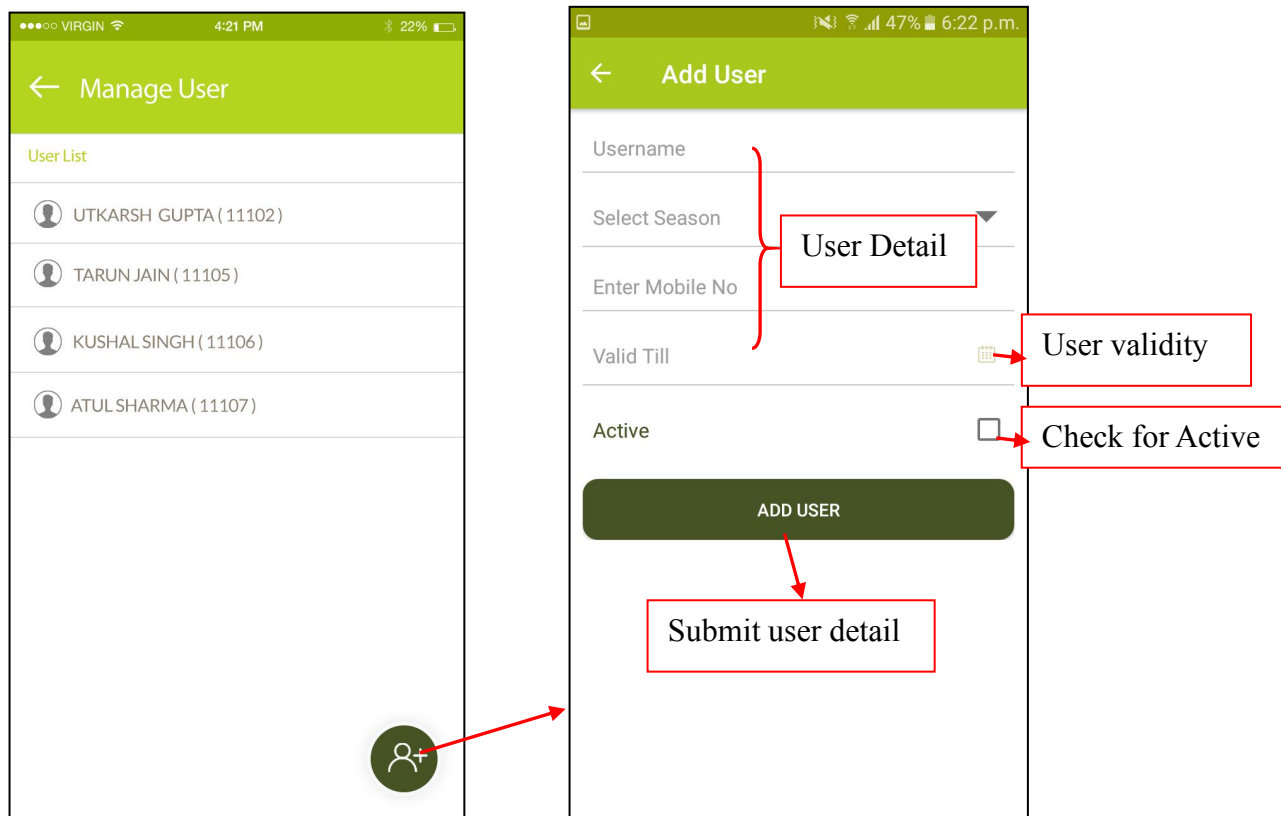 ●●●○○ VIRGIN 4:21 PM 22%
Manage User
User List
UTKARSH GUPTA ( 11102 )
TARUN JAIN ( 11105 )
KUSHAL SINGH ( 11106 )
ATUL SHARMA ( 11107 )
47% 6:22 p.m.
Add User
Username
Select Season
User Detail
Enter Mobile No
Valid Till
User validity
Active
Check for Active
ADD USER
Submit user detail